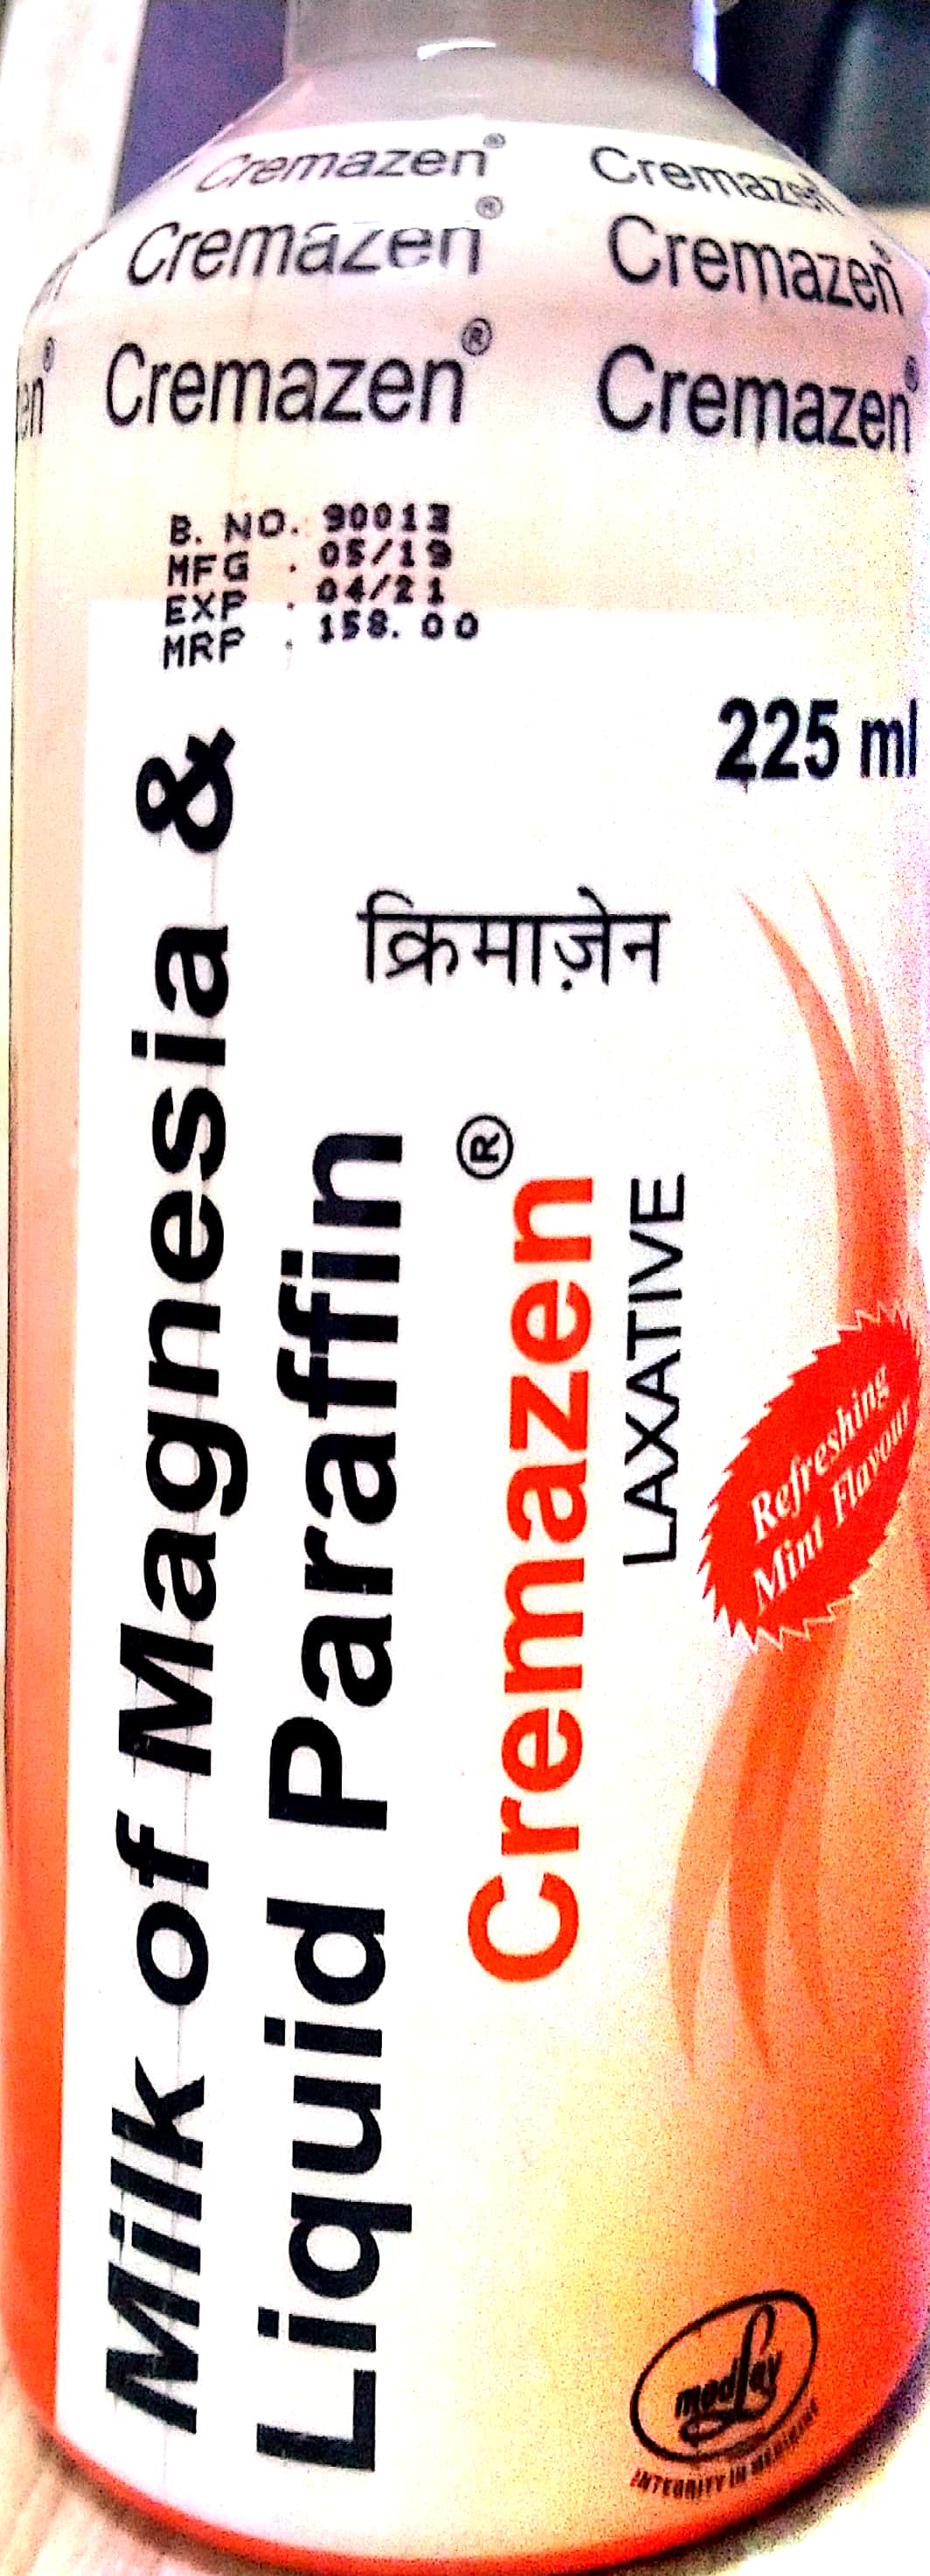 Cremazen® Cremazen
Cremazen® Cremazen®
en® Cremazen® Cremazen®
B. NO. 90013
MFG . 05/19
EXP . 04/21
MRP . 158.00
225 ml
क्रिमाज़ेन
Milk of Magnesia &
Liquid Paraffin
Cremazen®
LAXATIVE
Refreshing
Mint Flavour
medley
INTEGRITY IN MEDICINE